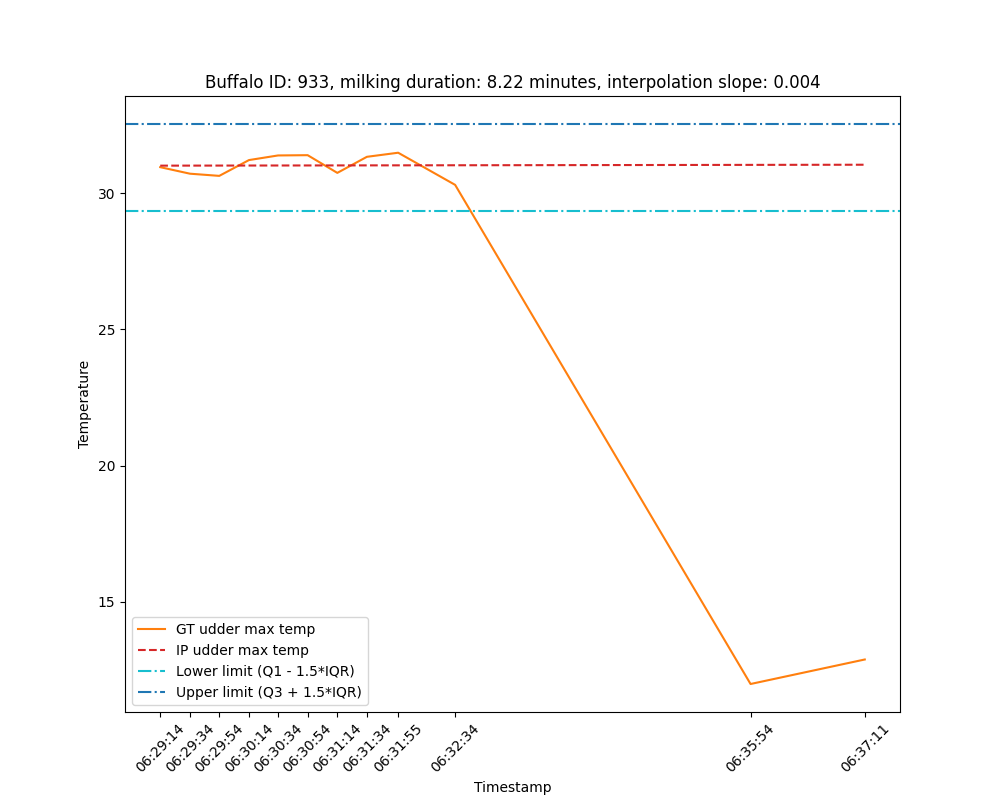 Buffalo ID: 933, milking duration: 8.22 minutes, interpolation slope: 0.004
Temperature
30
25
20
15
GT udder max temp
IP udder max temp
Lower limit (Q1 - 1.5*IQR)
Upper limit (Q3 + 1.5*IQR)
06:29:14
06:29:34
06:29:54
06:30:14
06:30:34
06:30:54
06:31:14
06:31:34
06:31:55
06:32:34
06:35:54
06:37:11
Timestamp